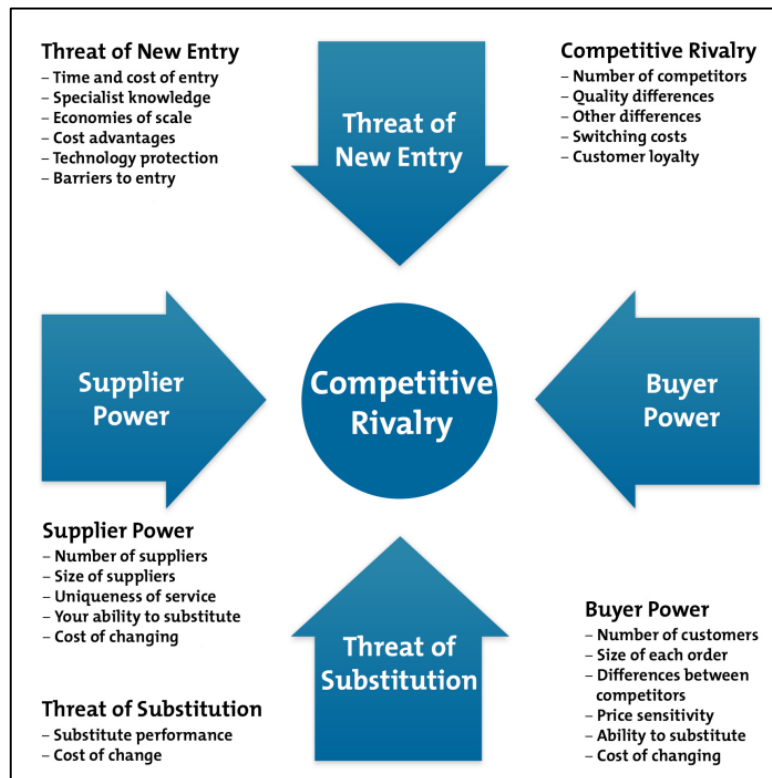 Threat of New Entry
– Time and cost of entry
– Specialist knowledge
– Economies of scale
– Cost advantages
– Technology protection
– Barriers to entry
Threat of
New Entry
Competitive Rivalry
– Number of competitors
– Quality differences
– Other differences
– Switching costs
– Customer loyalty
Supplier
Power
Competitive
Rivalry
Buyer
Power
Supplier Power
– Number of suppliers
– Size of suppliers
– Uniqueness of service
– Your ability to substitute
– Cost of changing
Threat of
Substitution
Threat of Substitution
– Substitute performance
– Cost of change
Buyer Power
– Number of customers
– Size of each order
– Differences between
competitors
– Price sensitivity
– Ability to substitute
– Cost of changing